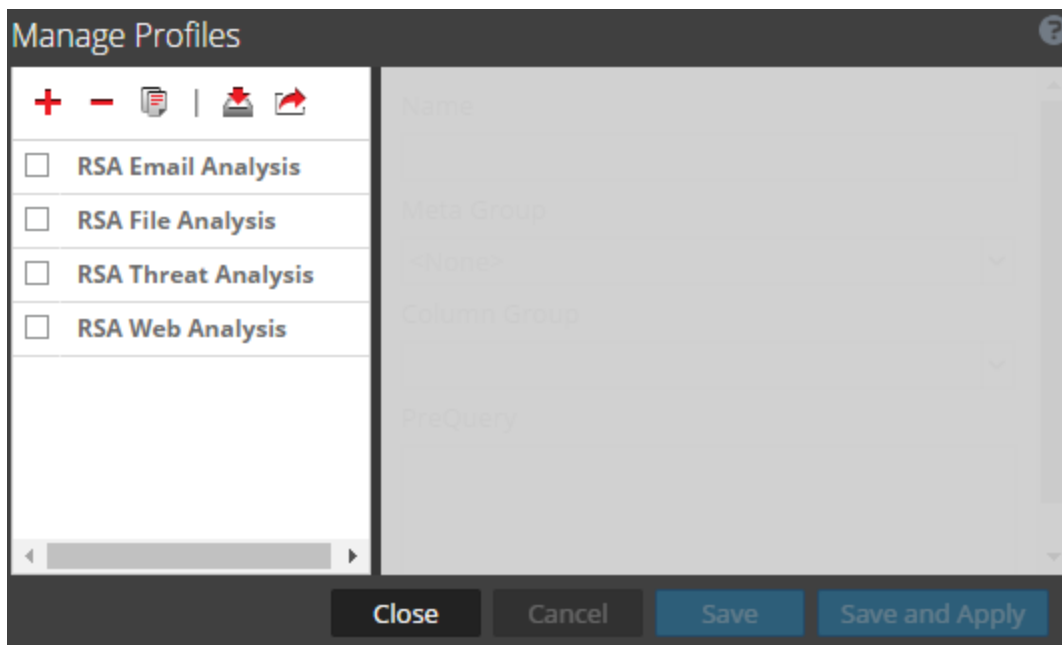 Manage Profiles
?
RSA Email Analysis
RSA File Analysis
RSA Threat Analysis
RSA Web Analysis
Name
Meta Group
<None>
Column Group
PreQuery
Close
Cancel
Save
Save and Apply